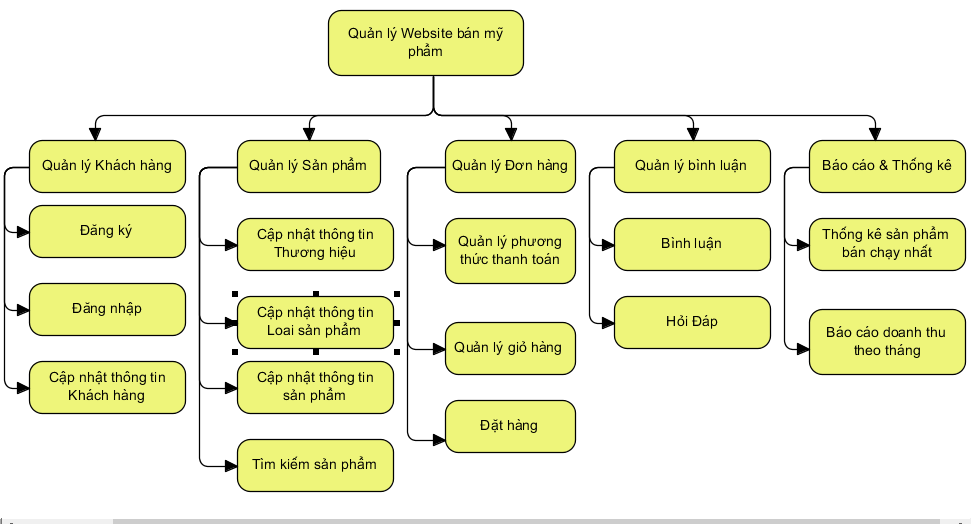 Quản lý Website bán mỹ
phẩm
Quản lý Khách hàng
Đăng ký
Đăng nhập
Cập nhật thông tin
Khách hàng
Quản lý Sản phẩm
Cập nhật thông tin
Thương hiệu
Cập nhật thông tin
Loai sản phẩm
Cập nhật thông tin
sản phẩm
Tìm kiếm sản phẩm
Quản lý Đơn hàng
Quản lý phương
thức thanh toán
Quản lý giỏ hàng
Đặt hàng
Quản lý bình luận
Bình luận
Hỏi Đáp
Báo cáo & Thống kê
Thống kê sản phẩm
bán chạy nhất
Báo cáo doanh thu
theo tháng